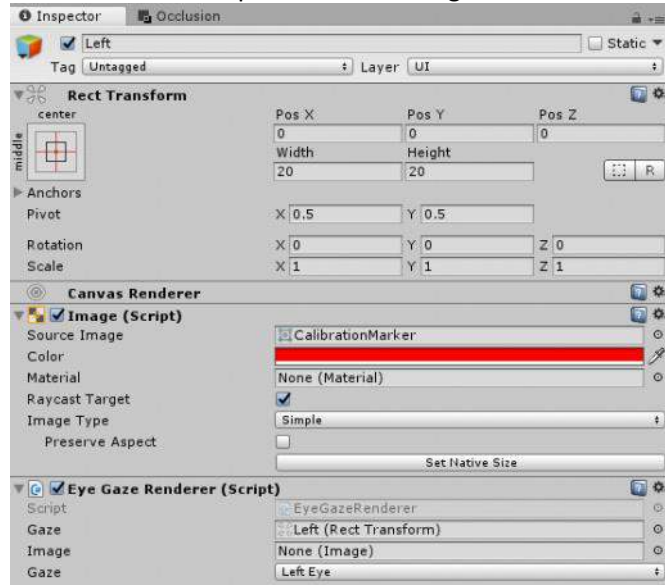 Inspector Occlusion
Left Static
Tag Untagged Layer UI
Rect Transform
center Pos X Pos Y Pos Z
middle 0 0 0
Width Height
20 20 R
Anchors
Pivot X 0.5 Y 0.5
Rotation X 0 Y 0 Z 0
Scale X 1 Y 1 Z 1
Canvas Renderer
Image (Script)
Source Image CalibrationMarker
Color
Material None (Material)
Raycast Target
Image Type Simple
Preserve Aspect
Set Native Size
Eye Gaze Renderer (Script)
Script EyeGazeRenderer
Gaze Left (Rect Transform)
Image None (Image)
Gaze Left Eye